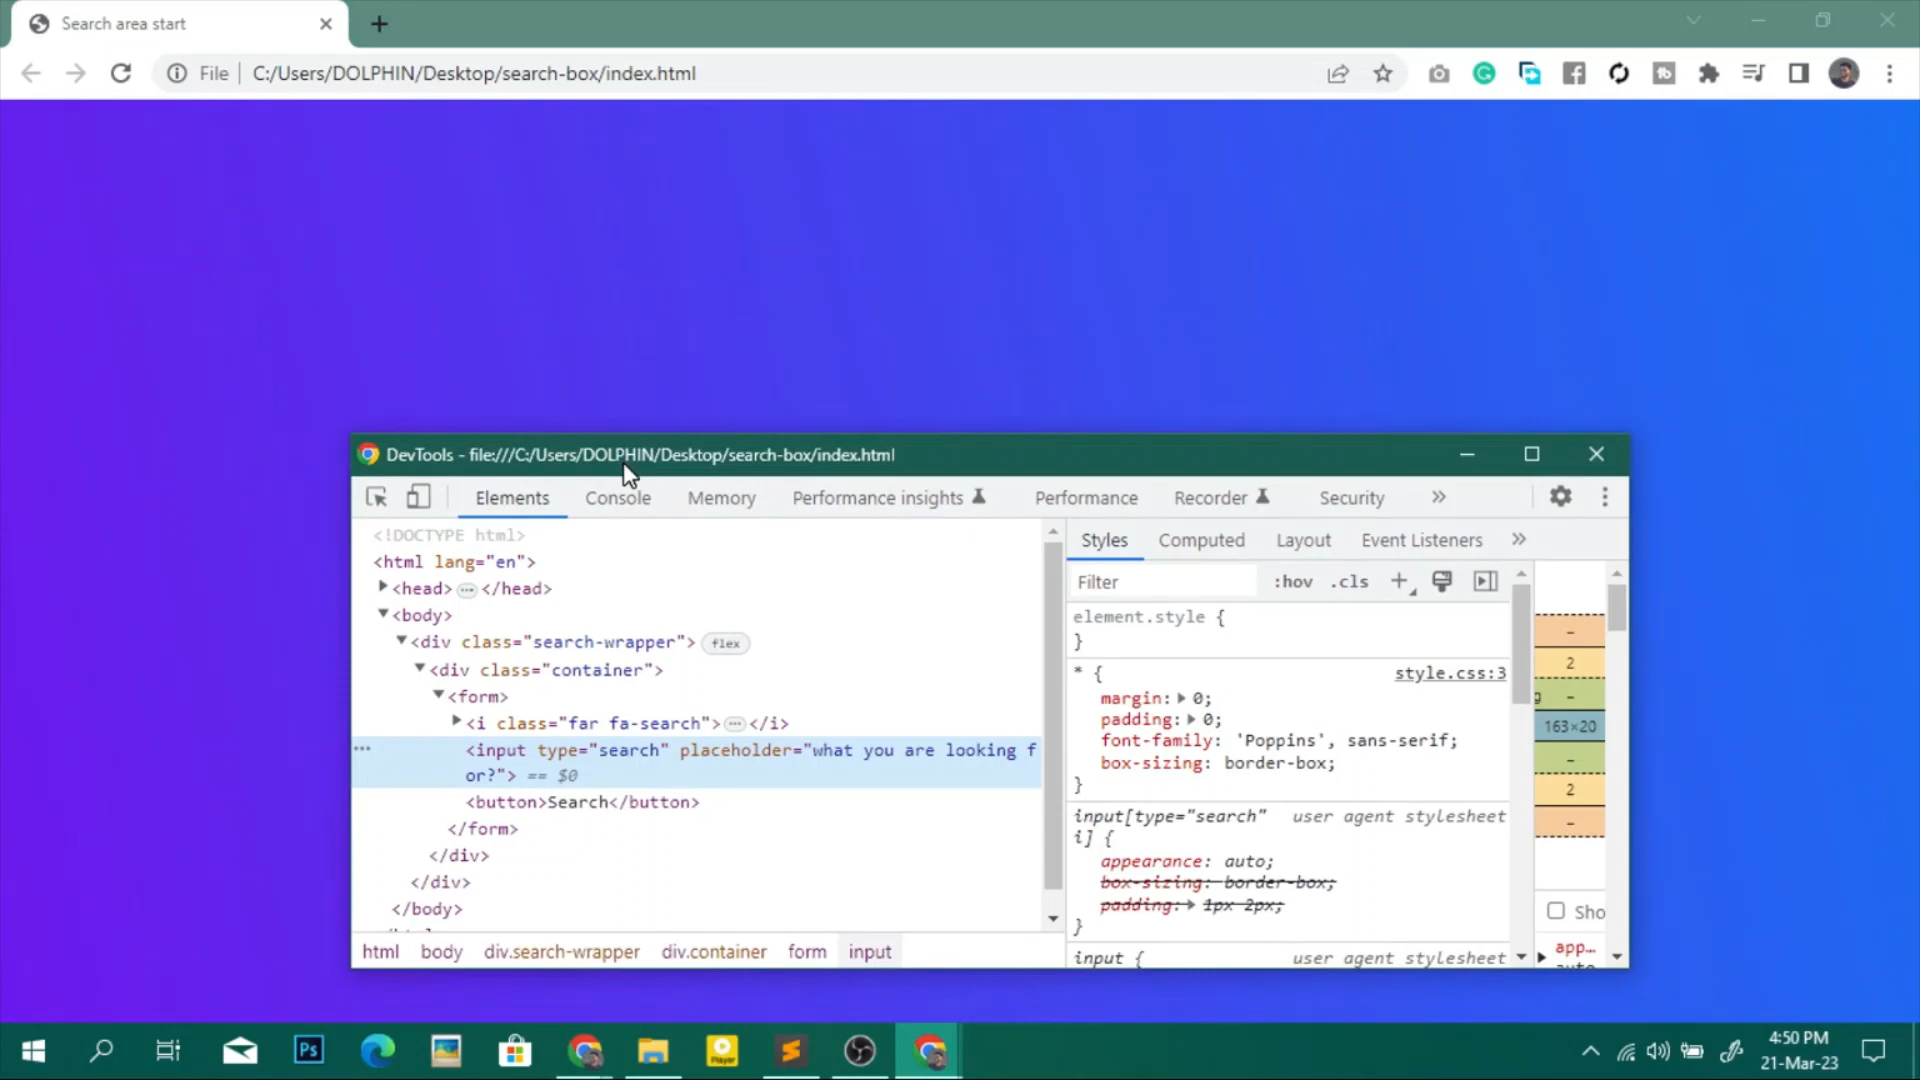 Search area start
File
C:/Users/DOLPHIN/Desktop/search-box/index.html
DevTools - file:///C:/Users/DOLPHIN/Desktop/search-box/index.html
Elements Console Memory Performance insights Performance Recorder Security
<!DOCTYPE html>
<html lang="en">
<head> </head>
<body>
<div class="search-wrapper"> flex
<div class="container">
<form>
<i class="far fa-search"> </i>
<input type="search" placeholder="what you are looking f
or?"> == $0
<button>Search</button>
</form>
</div>
</div>
</body>
html body div.search-wrapper div.container form input
Styles Computed Layout Event Listeners
Filter :hov .cls
element.style {
}
* { style.css:3
margin: 0;
padding: 0;
font-family: 'Poppins', sans-serif;
box-sizing: border-box;
}
input[type="search" user agent stylesheet
i] {
appearance: auto;
box-sizing: border-box;
padding: 1px 2px;
}
input { user agent stylesheet
-
2
g -
163×20
-
2
-
Sho
app...
Ps
Player
4:50 PM
21-Mar-23